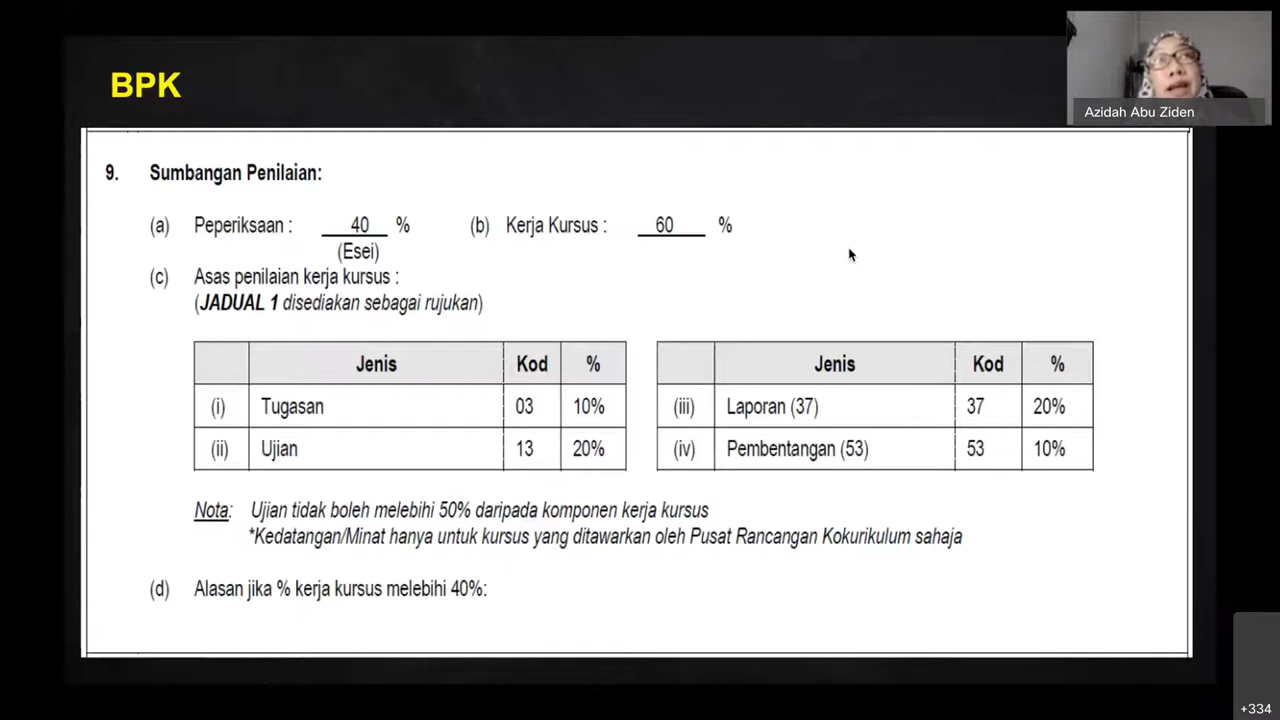 BPK
Azidah Abu Ziden
9. Sumbangan Penilaian:
(a) Peperiksaan : 40 % (b) Kerja Kursus : 60 %
(Esei)
(c) Asas penilaian kerja kursus :
(JADUAL 1 disediakan sebagai rujukan)
Jenis Kod % Jenis Kod %
(i) Tugasan 03 10% (iii) Laporan (37) 37 20%
(ii) Ujian 13 20% (iv) Pembentangan (53) 53 10%
Nota: Ujian tidak boleh melebihi 50% daripada komponen kerja kursus
*Kedatangan/Minat hanya untuk kursus yang ditawarkan oleh Pusat Rancangan Kokurikulum sahaja
(d) Alasan jika % kerja kursus melebihi 40%:
+334